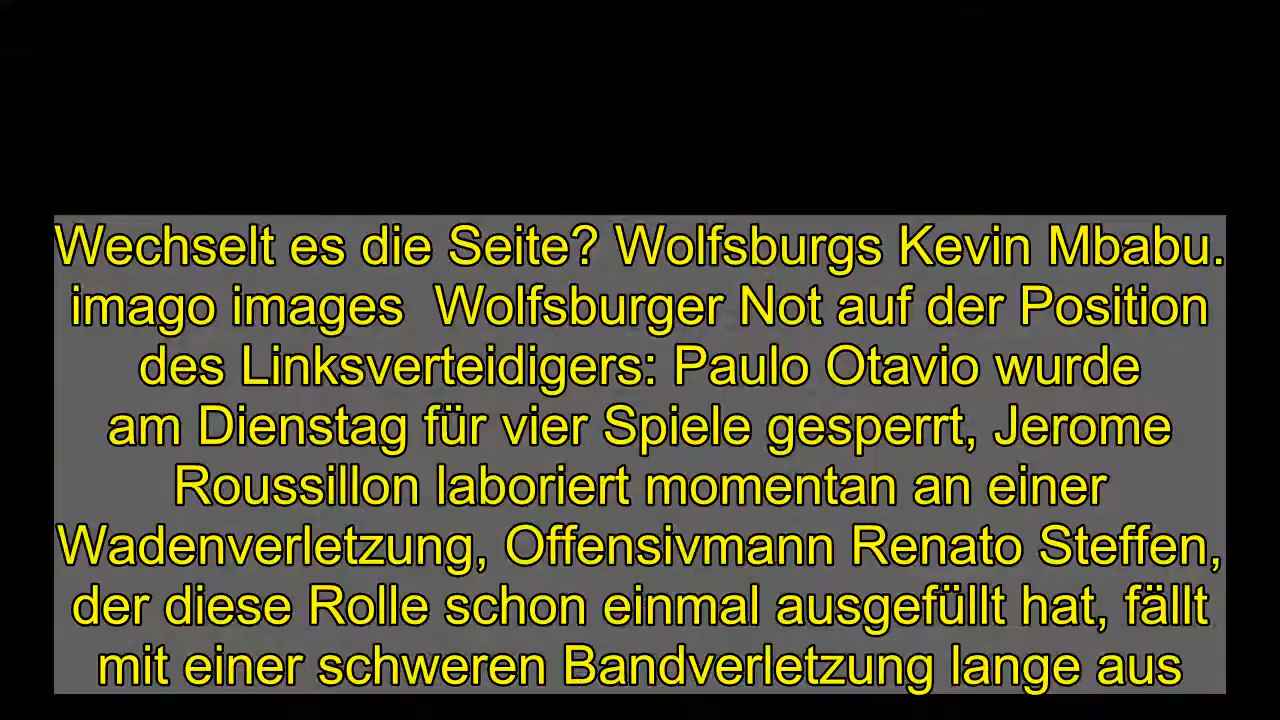 Wechselt es die Seite? Wolfsburgs Kevin Mbabu.
imago images  Wolfsburger Not auf der Position
des Linksverteidigers: Paulo Otavio wurde
am Dienstag für vier Spiele gesperrt, Jerome
Roussillon laboriert momentan an einer
Wadenverletzung, Offensivmann Renato Steffen,
der diese Rolle schon einmal ausgefüllt hat, fällt
mit einer schweren Bandverletzung lange aus